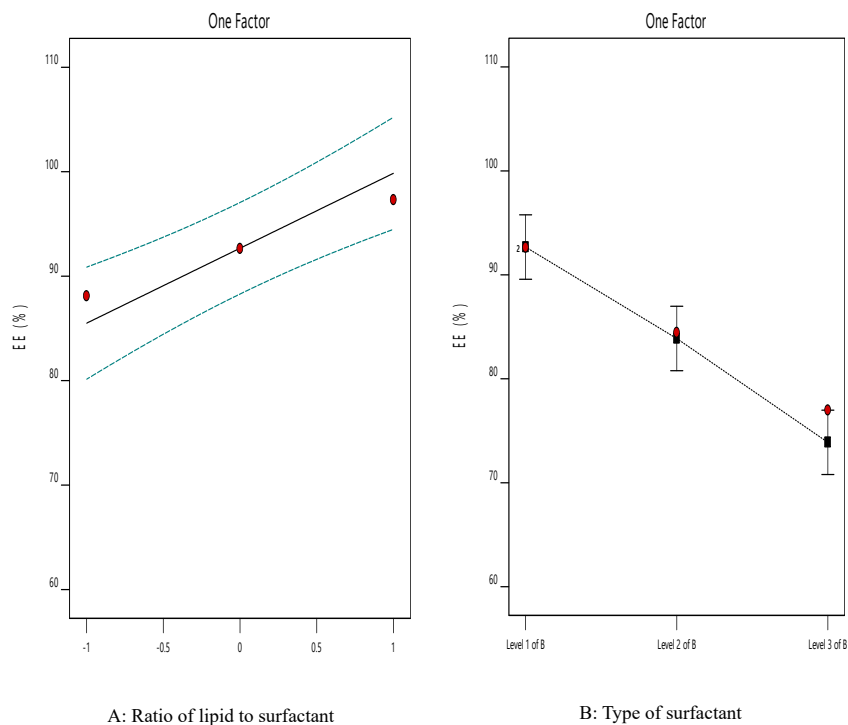 One Factor
110
100
90
80
70
60
EE (%)
-1
-0.5
0
0.5
1
A: Ratio of lipid to surfactant
One Factor
110
100
90
80
70
60
EE (%)
2
Level 1 of B
Level 2 of B
Level 3 of B
B: Type of surfactant